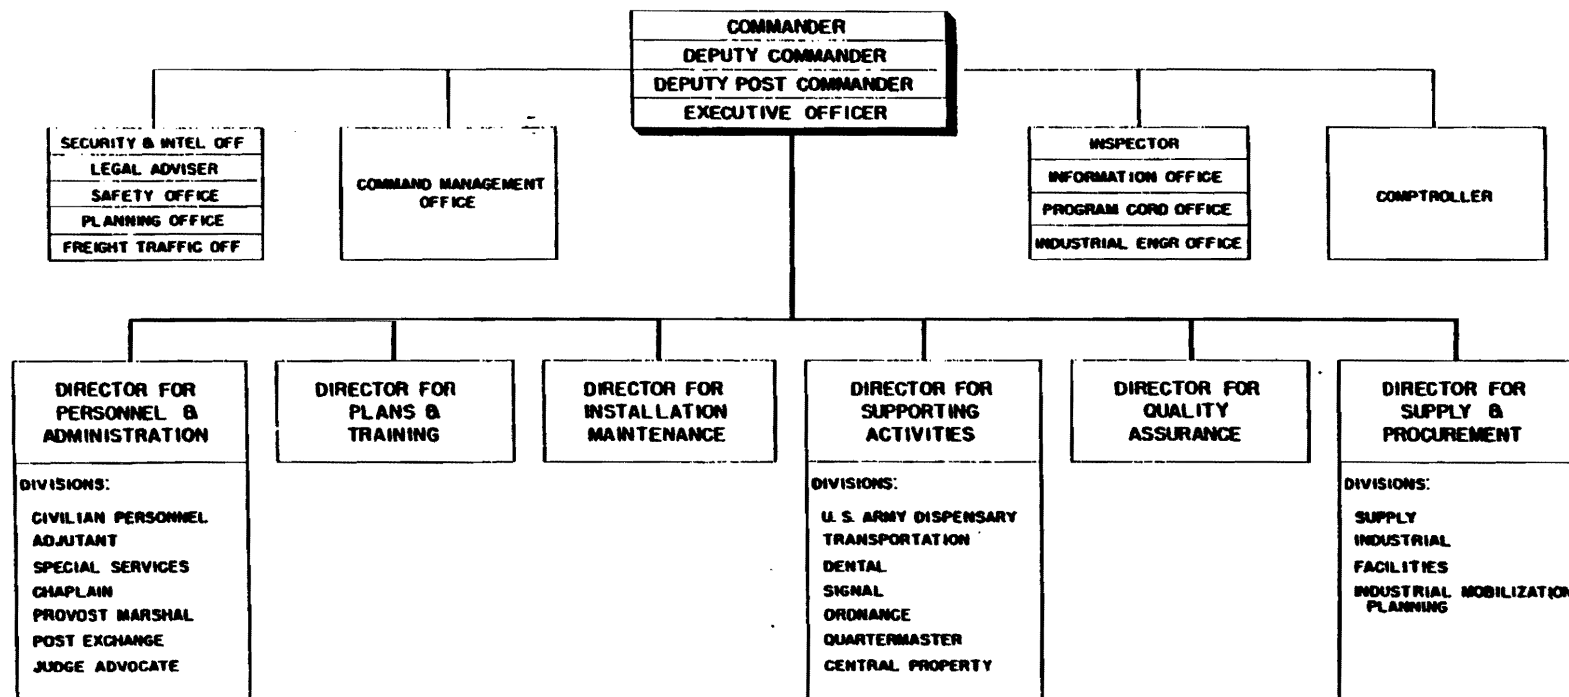 COMMANDER
DEPUTY COMMANDER
DEPUTY POST COMMANDER
EXECUTIVE OFFICER
SECURITY & INTEL OFF
LEGAL ADVISER
SAFETY OFFICE
PLANNING OFFICE
FREIGHT TRAFFIC OFF
COMMAND MANAGEMENT
OFFICE
INSPECTOR
INFORMATION OFFICE
PROGRAM CORD OFFICE
INDUSTRIAL ENGR OFFICE
COMPTROLLER
DIRECTOR FOR
PERSONNEL &
ADMINISTRATION
DIVISIONS:
CIVILIAN PERSONNEL
ADJUTANT
SPECIAL SERVICES
CHAPLAIN
PROVOST MARSHAL
POST EXCHANGE
JUDGE ADVOCATE
DIRECTOR FOR
PLANS &
TRAINING
DIRECTOR FOR
INSTALLATION
MAINTENANCE
DIRECTOR FOR
SUPPORTING
ACTIVITIES
DIVISIONS:
U. S. ARMY DISPENSARY
TRANSPORTATION
DENTAL
SIGNAL
ORDNANCE
QUARTERMASTER
CENTRAL PROPERTY
DIRECTOR FOR
QUALITY
ASSURANCE
DIRECTOR FOR
SUPPLY &
PROCUREMENT
DIVISIONS:
SUPPLY
INDUSTRIAL
FACILITIES
INDUSTRIAL MOBILIZATION
PLANNING